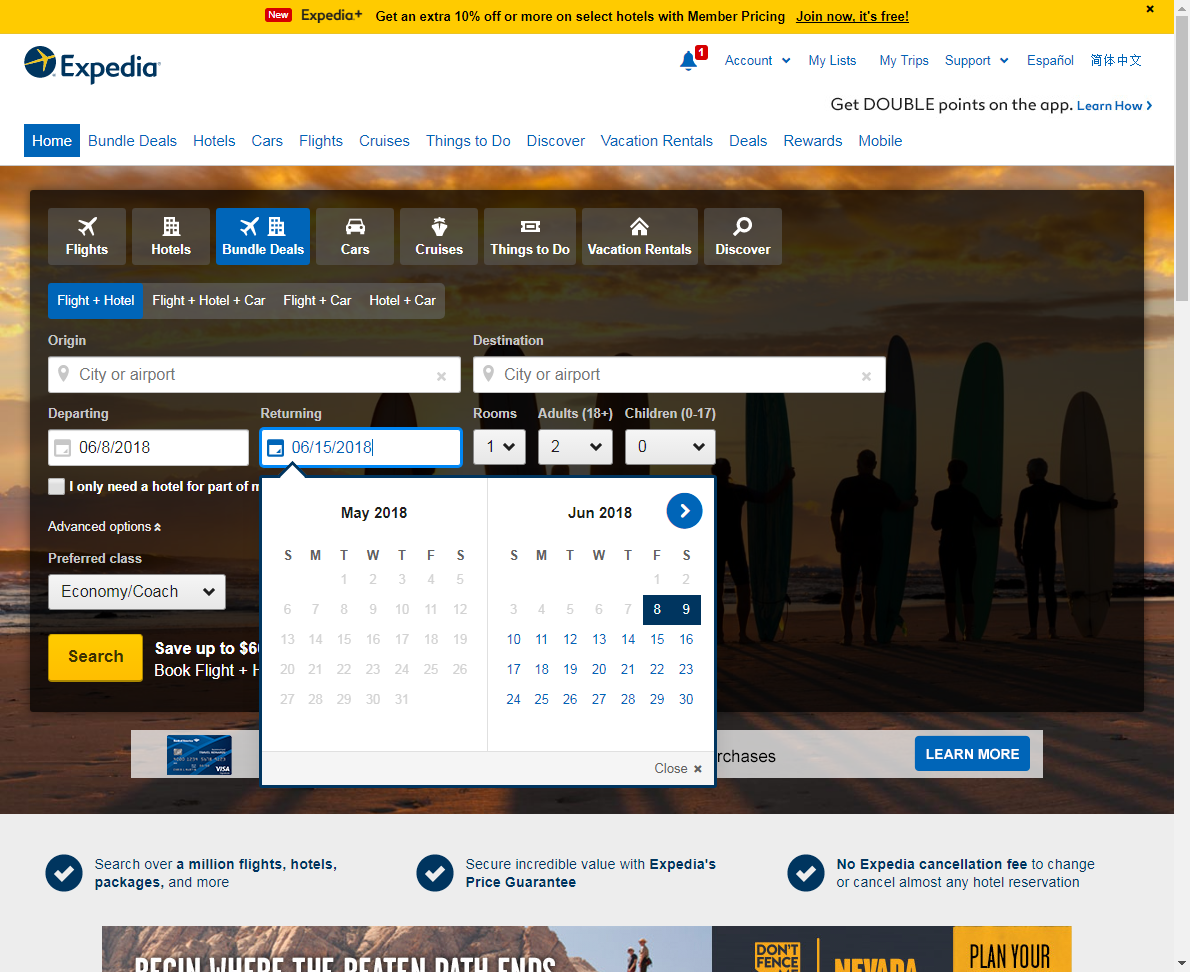 New Expedia+ Get an extra 10% off or more on select hotels with Member Pricing Join now, it's free! ×
Expedia
1 Account My Lists My Trips Support Español 简体中文
Get DOUBLE points on the app. Learn How
Home Bundle Deals Hotels Cars Flights Cruises Things to Do Discover Vacation Rentals Deals Rewards Mobile
Flights Hotels Bundle Deals Cars Cruises Things to Do Vacation Rentals Discover
Flight + Hotel Flight + Hotel + Car Flight + Car Hotel + Car
Origin Destination
City or airport × City or airport ×
Departing Returning Rooms Adults (18+) Children (0-17)
06/8/2018 06/15/2018 1 2 0
I only need a hotel for part of m
Advanced options
Preferred class
Economy/Coach
Search
Save up to $6
Book Flight + H
May 2018
S M T W T F S
1 2 3 4 5
6 7 8 9 10 11 12
13 14 15 16 17 18 19
20 21 22 23 24 25 26
27 28 29 30 31
Jun 2018
S M T W T F S
1 2
3 4 5 6 7 8 9
10 11 12 13 14 15 16
17 18 19 20 21 22 23
24 25 26 27 28 29 30
Close ×
rchases LEARN MORE
VISA
Search over a million flights, hotels,
packages, and more
Secure incredible value with Expedia's
Price Guarantee
No Expedia cancellation fee to change
or cancel almost any hotel reservation
BEGIN WHERE THE BEATEN PATH ENDS
DON'T
FENCE
ME
NEVADA
PLAN YOUR